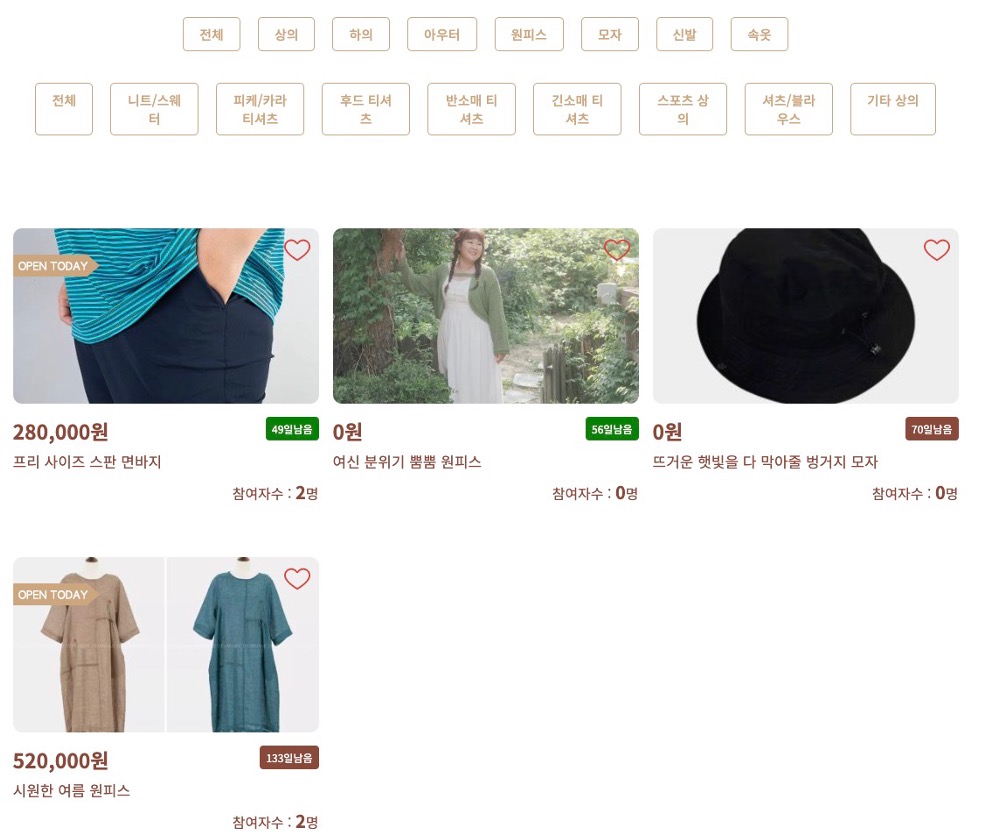 전체 상의 하의 아우터 원피스 모자 신발 속옷
전체 니트/스웨 피케/카라 후드 티셔 반소매 티 긴소매 티 스포츠 상 셔츠/블라 기타 상의
터 티셔츠 츠 셔츠 셔츠 의 우스
OPEN TODAY
280,000원 49일남음 0원 56일남음 0원 70일남음
프리 사이즈 스판 면바지 여신 분위기 뿜뿜 원피스 뜨거운 햇빛을 다 막아줄 벙거지 모자
참여자수 : 2명 참여자수 : 0명 참여자수 : 0명
OPEN TODAY
520,000원 133일남음
시원한 여름 원피스
참여자수 : 2명